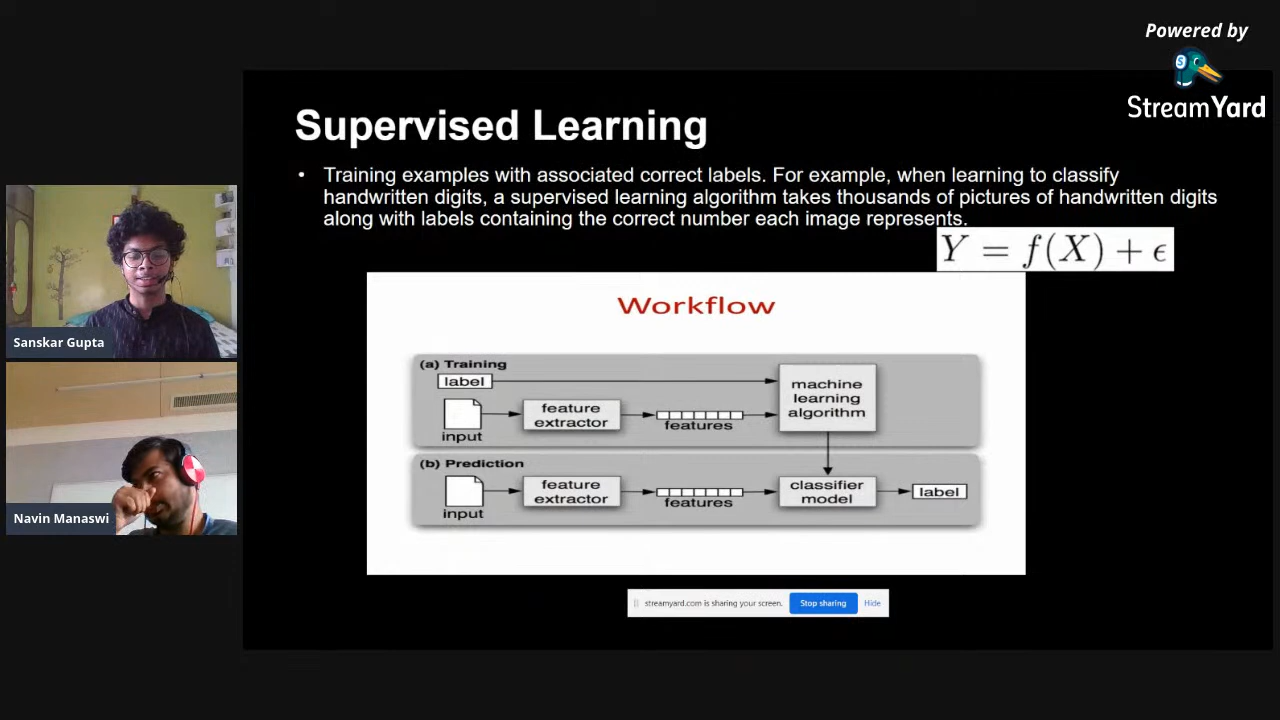 Powered by
StreamYard
Supervised Learning
• Training examples with associated correct labels. For example, when learning to classify
handwritten digits, a supervised learning algorithm takes thousands of pictures of handwritten digits
along with labels containing the correct number each image represents.
Y = f(X) + ϵ
Workflow
(a) Training
label
input
feature
extractor
features
machine
learning
algorithm
(b) Prediction
input
feature
extractor
features
classifier
model
label
streamyard.com is sharing your screen.
Stop sharing
Hide
Sanskar Gupta
Navin Manaswi